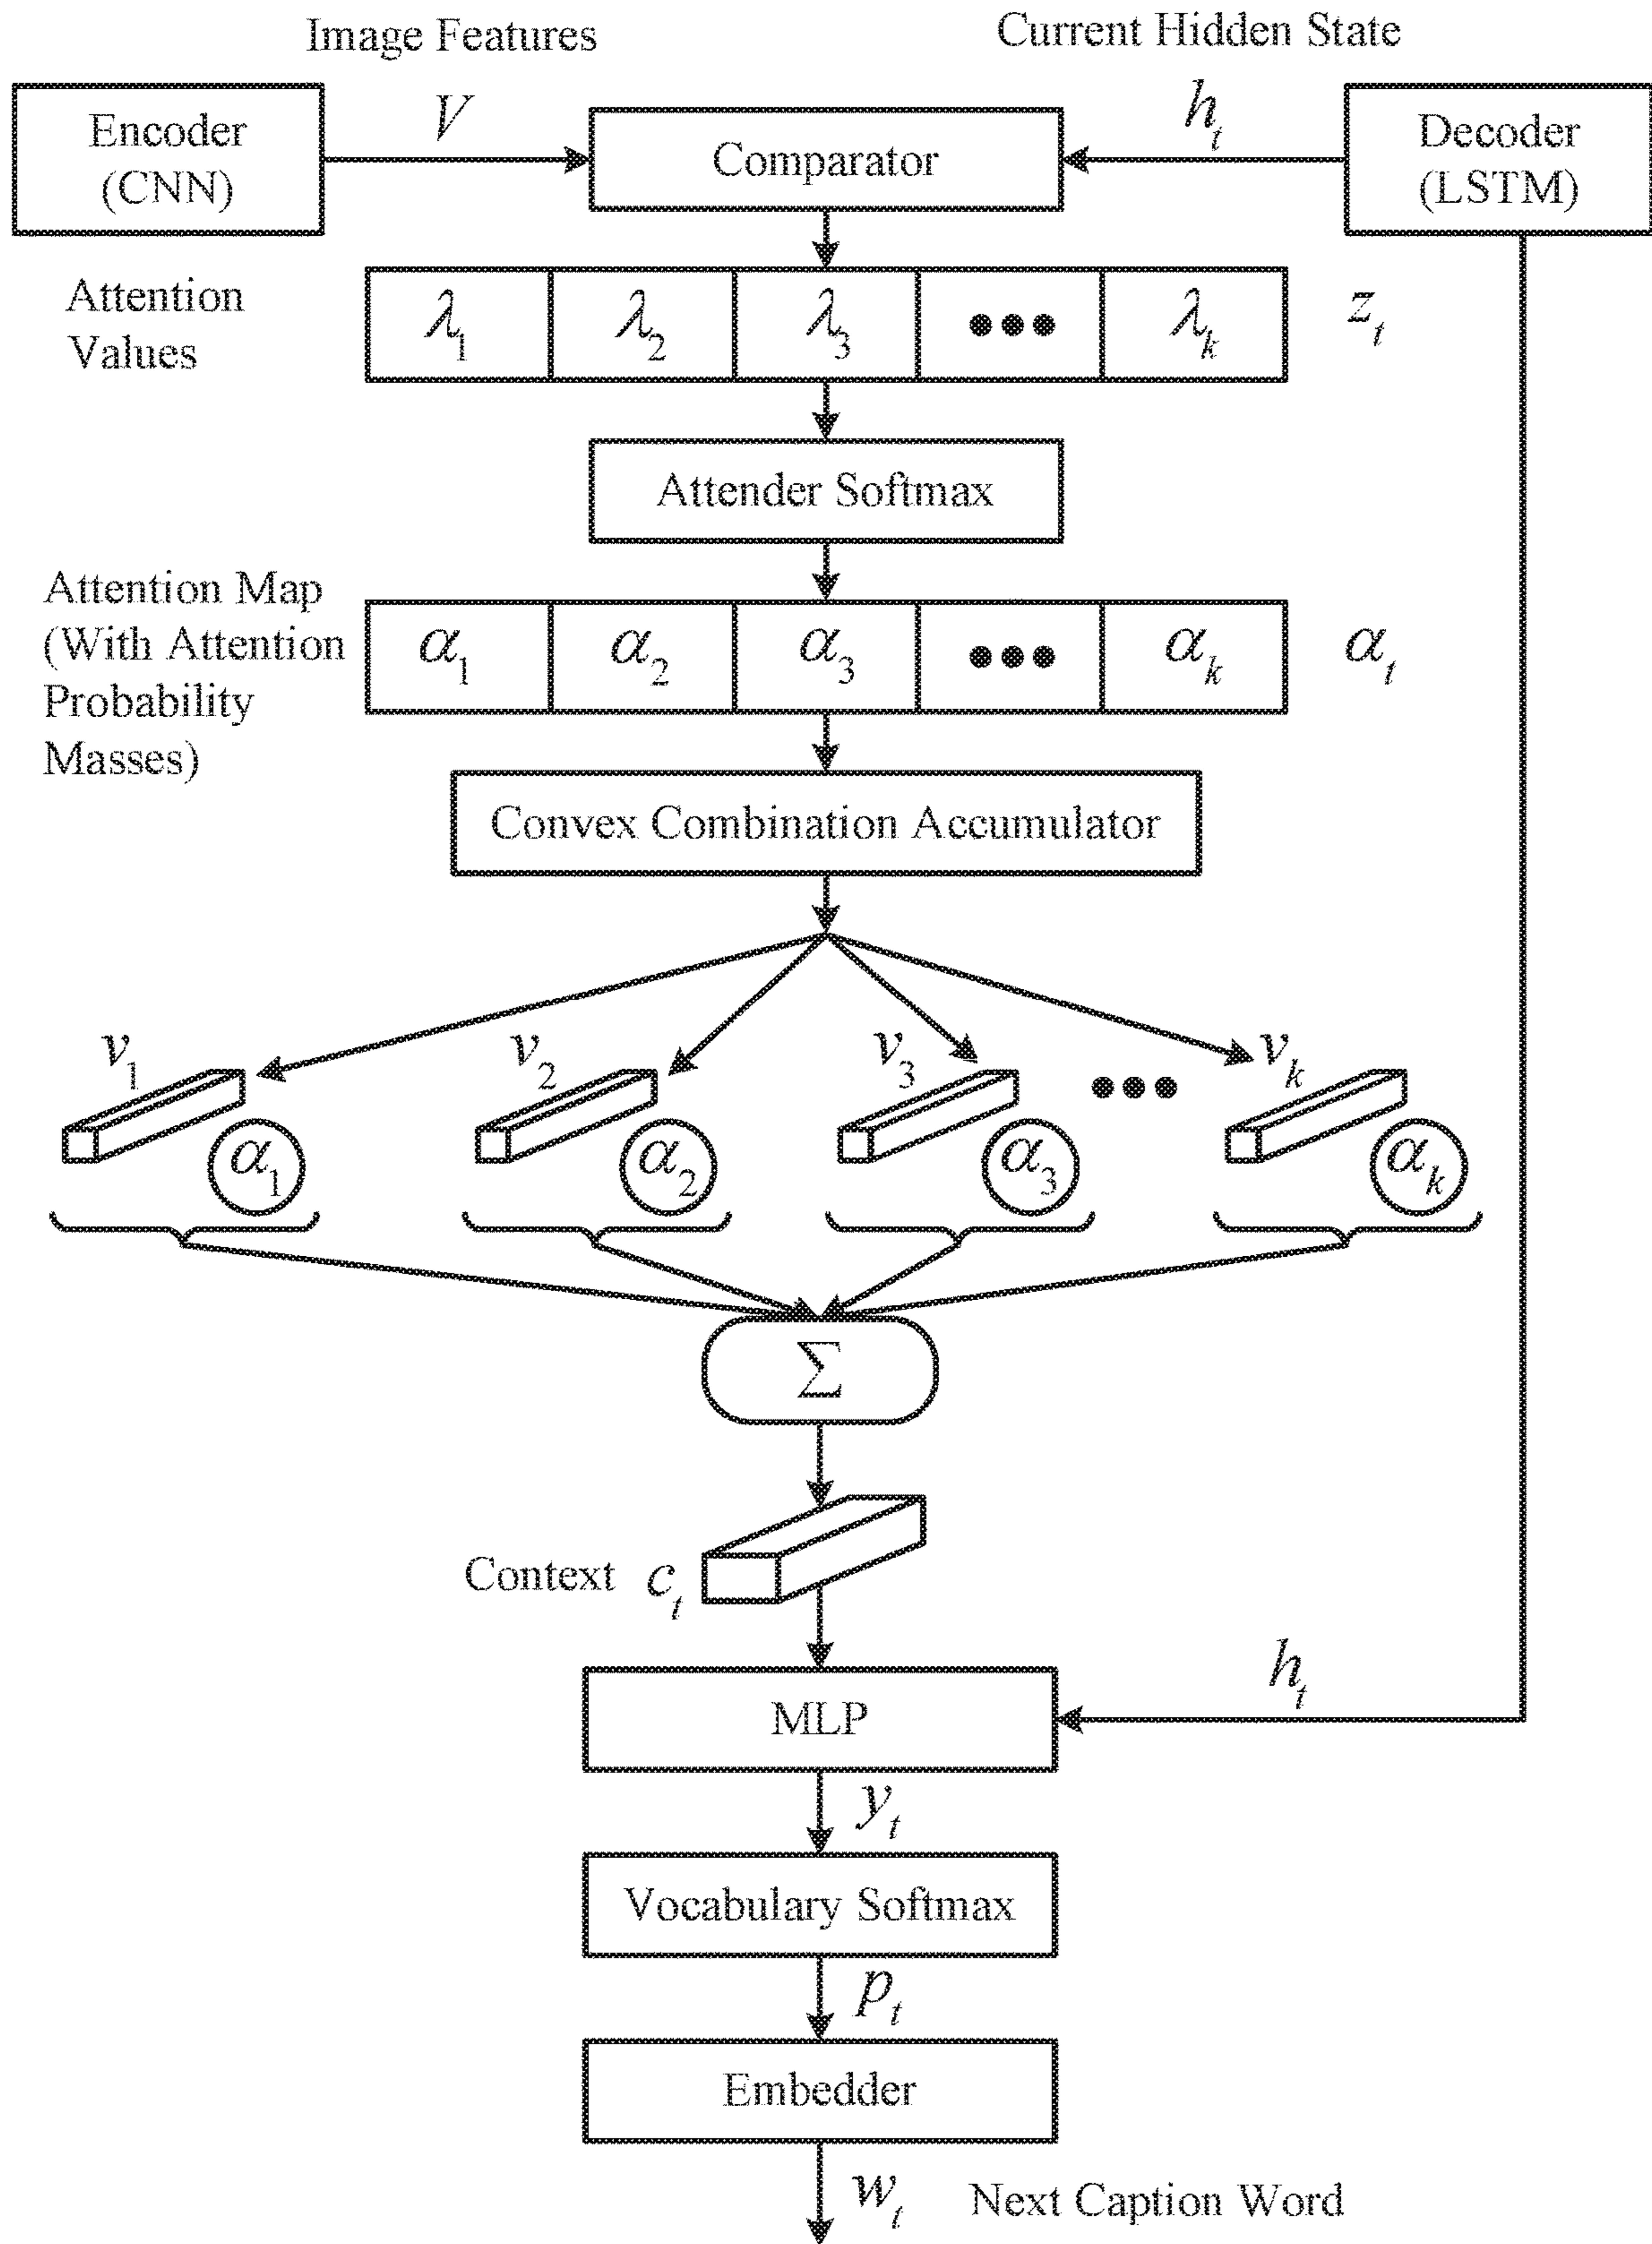 Image Features
Current Hidden State
Encoder
(CNN)
V
Comparator
h_t
Decoder
(LSTM)
Attention
Values
λ_1 λ_2 λ_3 ●●● λ_k z_t
Attender Softmax
Attention Map
(With Attention
Probability
Masses)
α_1 α_2 α_3 ●●● α_k α_t
Convex Combination Accumulator
v_1 v_2 v_3 ●●● v_k
α_1 α_2 α_3 α_k
Σ
Context c_t
h_t
MLP
y_t
Vocabulary Softmax
p_t
Embedder
w_t Next Caption Word